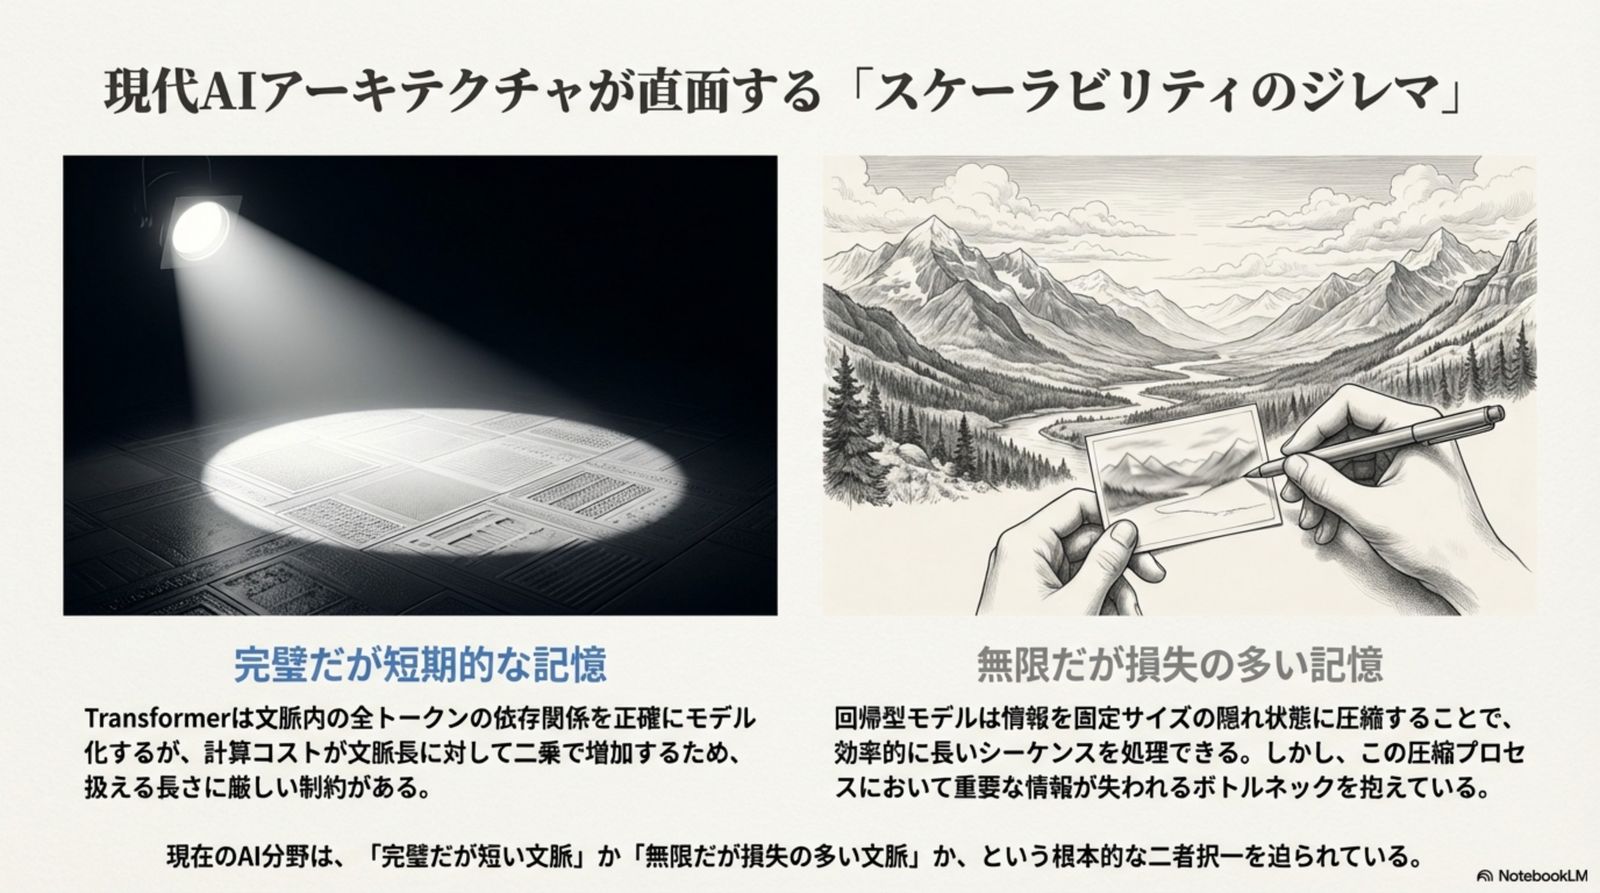 現代AIアーキテクチャが直面する「スケーラビリティのジレンマ」
完璧だが短期的な記憶
Transformerは文脈内の全トークンの依存関係を正確にモデル
化するが、計算コストが文脈長に対して二乗で増加するため、
扱える長さに厳しい制約がある。
無限だが損失の多い記憶
回帰型モデルは情報を固定サイズの隠れ状態に圧縮することで、
効率的に長いシーケンスを処理できる。しかし、この圧縮プロセ
スにおいて重要な情報が失われるボトルネックを抱えている。
現在のAI分野は、「完璧だが短い文脈」か「無限だが損失の多い文脈」か、という根本的な二者択一を迫られている。
NotebookLM